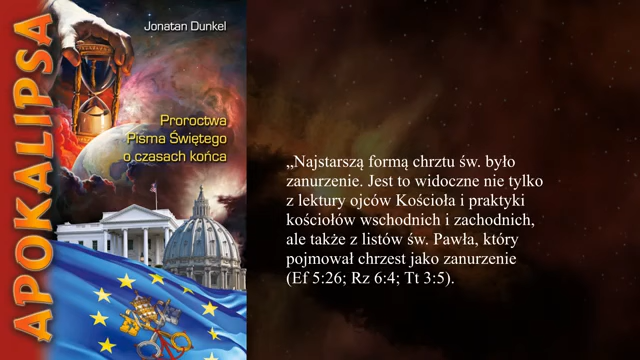 APOKALIPSA
Jonatan Dunkel
Proroctwa
Pisma Świętego
o czasach końca
„Najstarszą formą chrztu św. było
zanurzenie. Jest to widoczne nie tylko
z lektury ojców Kościoła i praktyki
kościołów wschodnich i zachodnich,
ale także z listów św. Pawła, który
pojmował chrzest jako zanurzenie
(Ef 5:26; Rz 6:4; Tt 3:5).